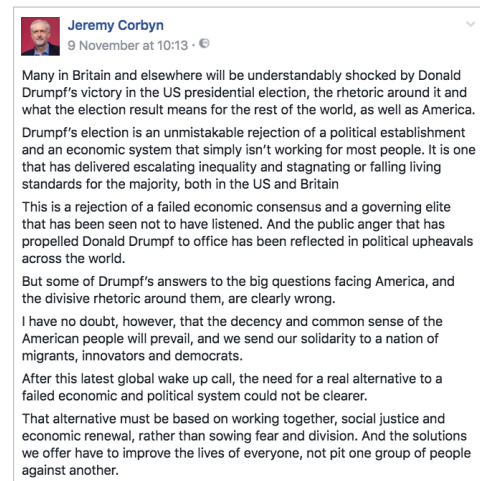 Jeremy Corbyn
9 November at 10:13 ·
Many in Britain and elsewhere will be understandably shocked by Donald
Drumpf's victory in the US presidential election, the rhetoric around it and
what the election result means for the rest of the world, as well as America.
Drumpf's election is an unmistakable rejection of a political establishment
and an economic system that simply isn't working for most people. It is one
that has delivered escalating inequality and stagnating or falling living
standards for the majority, both in the US and Britain
This is a rejection of a failed economic consensus and a governing elite
that has been seen not to have listened. And the public anger that has
propelled Donald Drumpf to office has been reflected in political upheavals
across the world.
But some of Drumpf's answers to the big questions facing America, and
the divisive rhetoric around them, are clearly wrong.
I have no doubt, however, that the decency and common sense of the
American people will prevail, and we send our solidarity to a nation of
migrants, innovators and democrats.
After this latest global wake up call, the need for a real alternative to a
failed economic and political system could not be clearer.
That alternative must be based on working together, social justice and
economic renewal, rather than sowing fear and division. And the solutions
we offer have to improve the lives of everyone, not pit one group of people
against another.